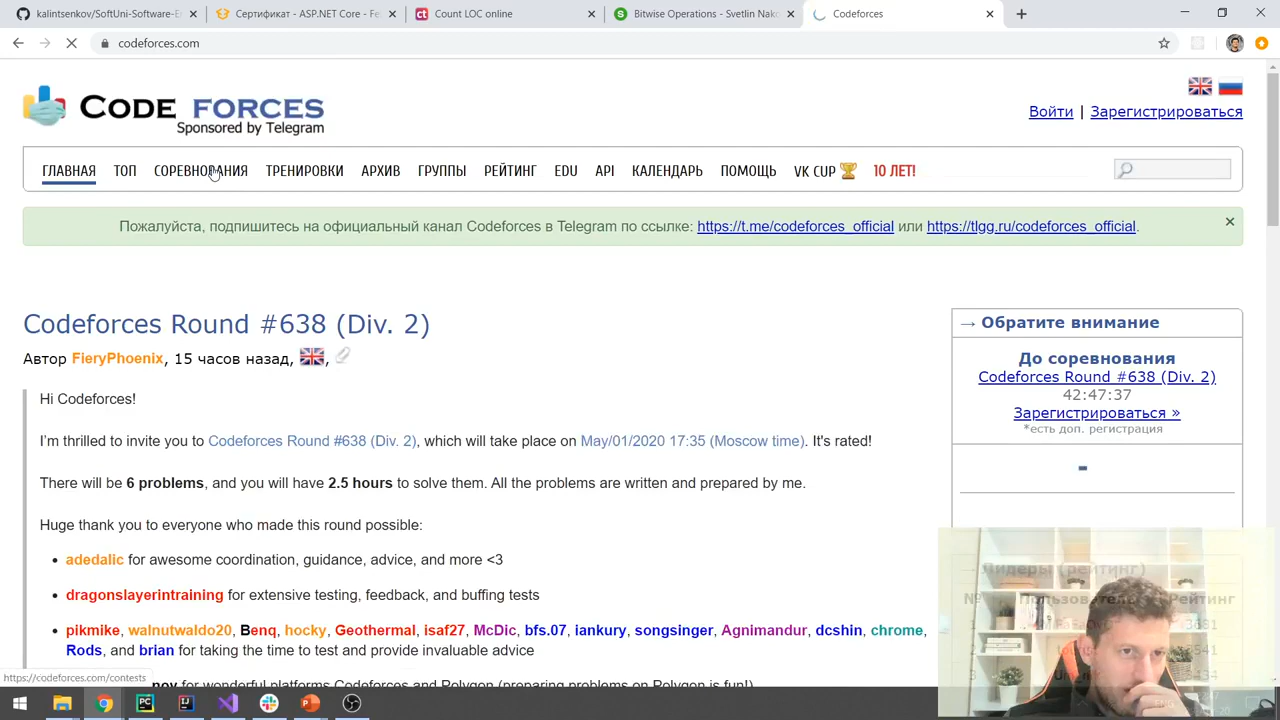 kalintsenkov/SoftUni-Software-E
Сертификат - ASP.NET Core - Fe
Count LOC online
Bitwise Operations - Svetlin Nako
Codeforces
codeforces.com
CODE FORCES
Sponsored by Telegram
Войти | Зарегистрироваться
ГЛАВНАЯ ТОП СОРЕВНОВАНИЯ ТРЕНИРОВКИ АРХИВ ГРУППЫ РЕЙТИНГ EDU API КАЛЕНДАРЬ ПОМОЩЬ VK CUP 10 ЛЕТ!
Пожалуйста, подпишитесь на официальный канал Codeforces в Telegram по ссылке: https://t.me/codeforces_official или https://tlgg.ru/codeforces_official.
Codeforces Round #638 (Div. 2)
Автор FieryPhoenix, 15 часов назад,
Hi Codeforces!
I'm thrilled to invite you to Codeforces Round #638 (Div. 2), which will take place on May/01/2020 17:35 (Moscow time). It's rated!
There will be 6 problems, and you will have 2.5 hours to solve them. All the problems are written and prepared by me.
Huge thank you to everyone who made this round possible:
• adedalic for awesome coordination, guidance, advice, and more <3
• dragonslayerintraining for extensive testing, feedback, and buffing tests
• pikmike, walnutwaldo20, Benq, hocky, Geothermal, isaf27, McDic, bfs.07, iankury, songsinger, Agnimandur, dcshin, chrome,
Rods, and brian for taking the time to test and provide invaluable advice
for wonderful platforms Codeforces and Polygon (preparing problems on Polygon is fun!)
https://codeforces.com/contests
→ Обратите внимание
До соревнования
Codeforces Round #638 (Div. 2)
42:47:37
Зарегистрироваться »
*есть доп. регистрация
→ Лидеры (рейтинг)
№ Пользователь Рейтинг